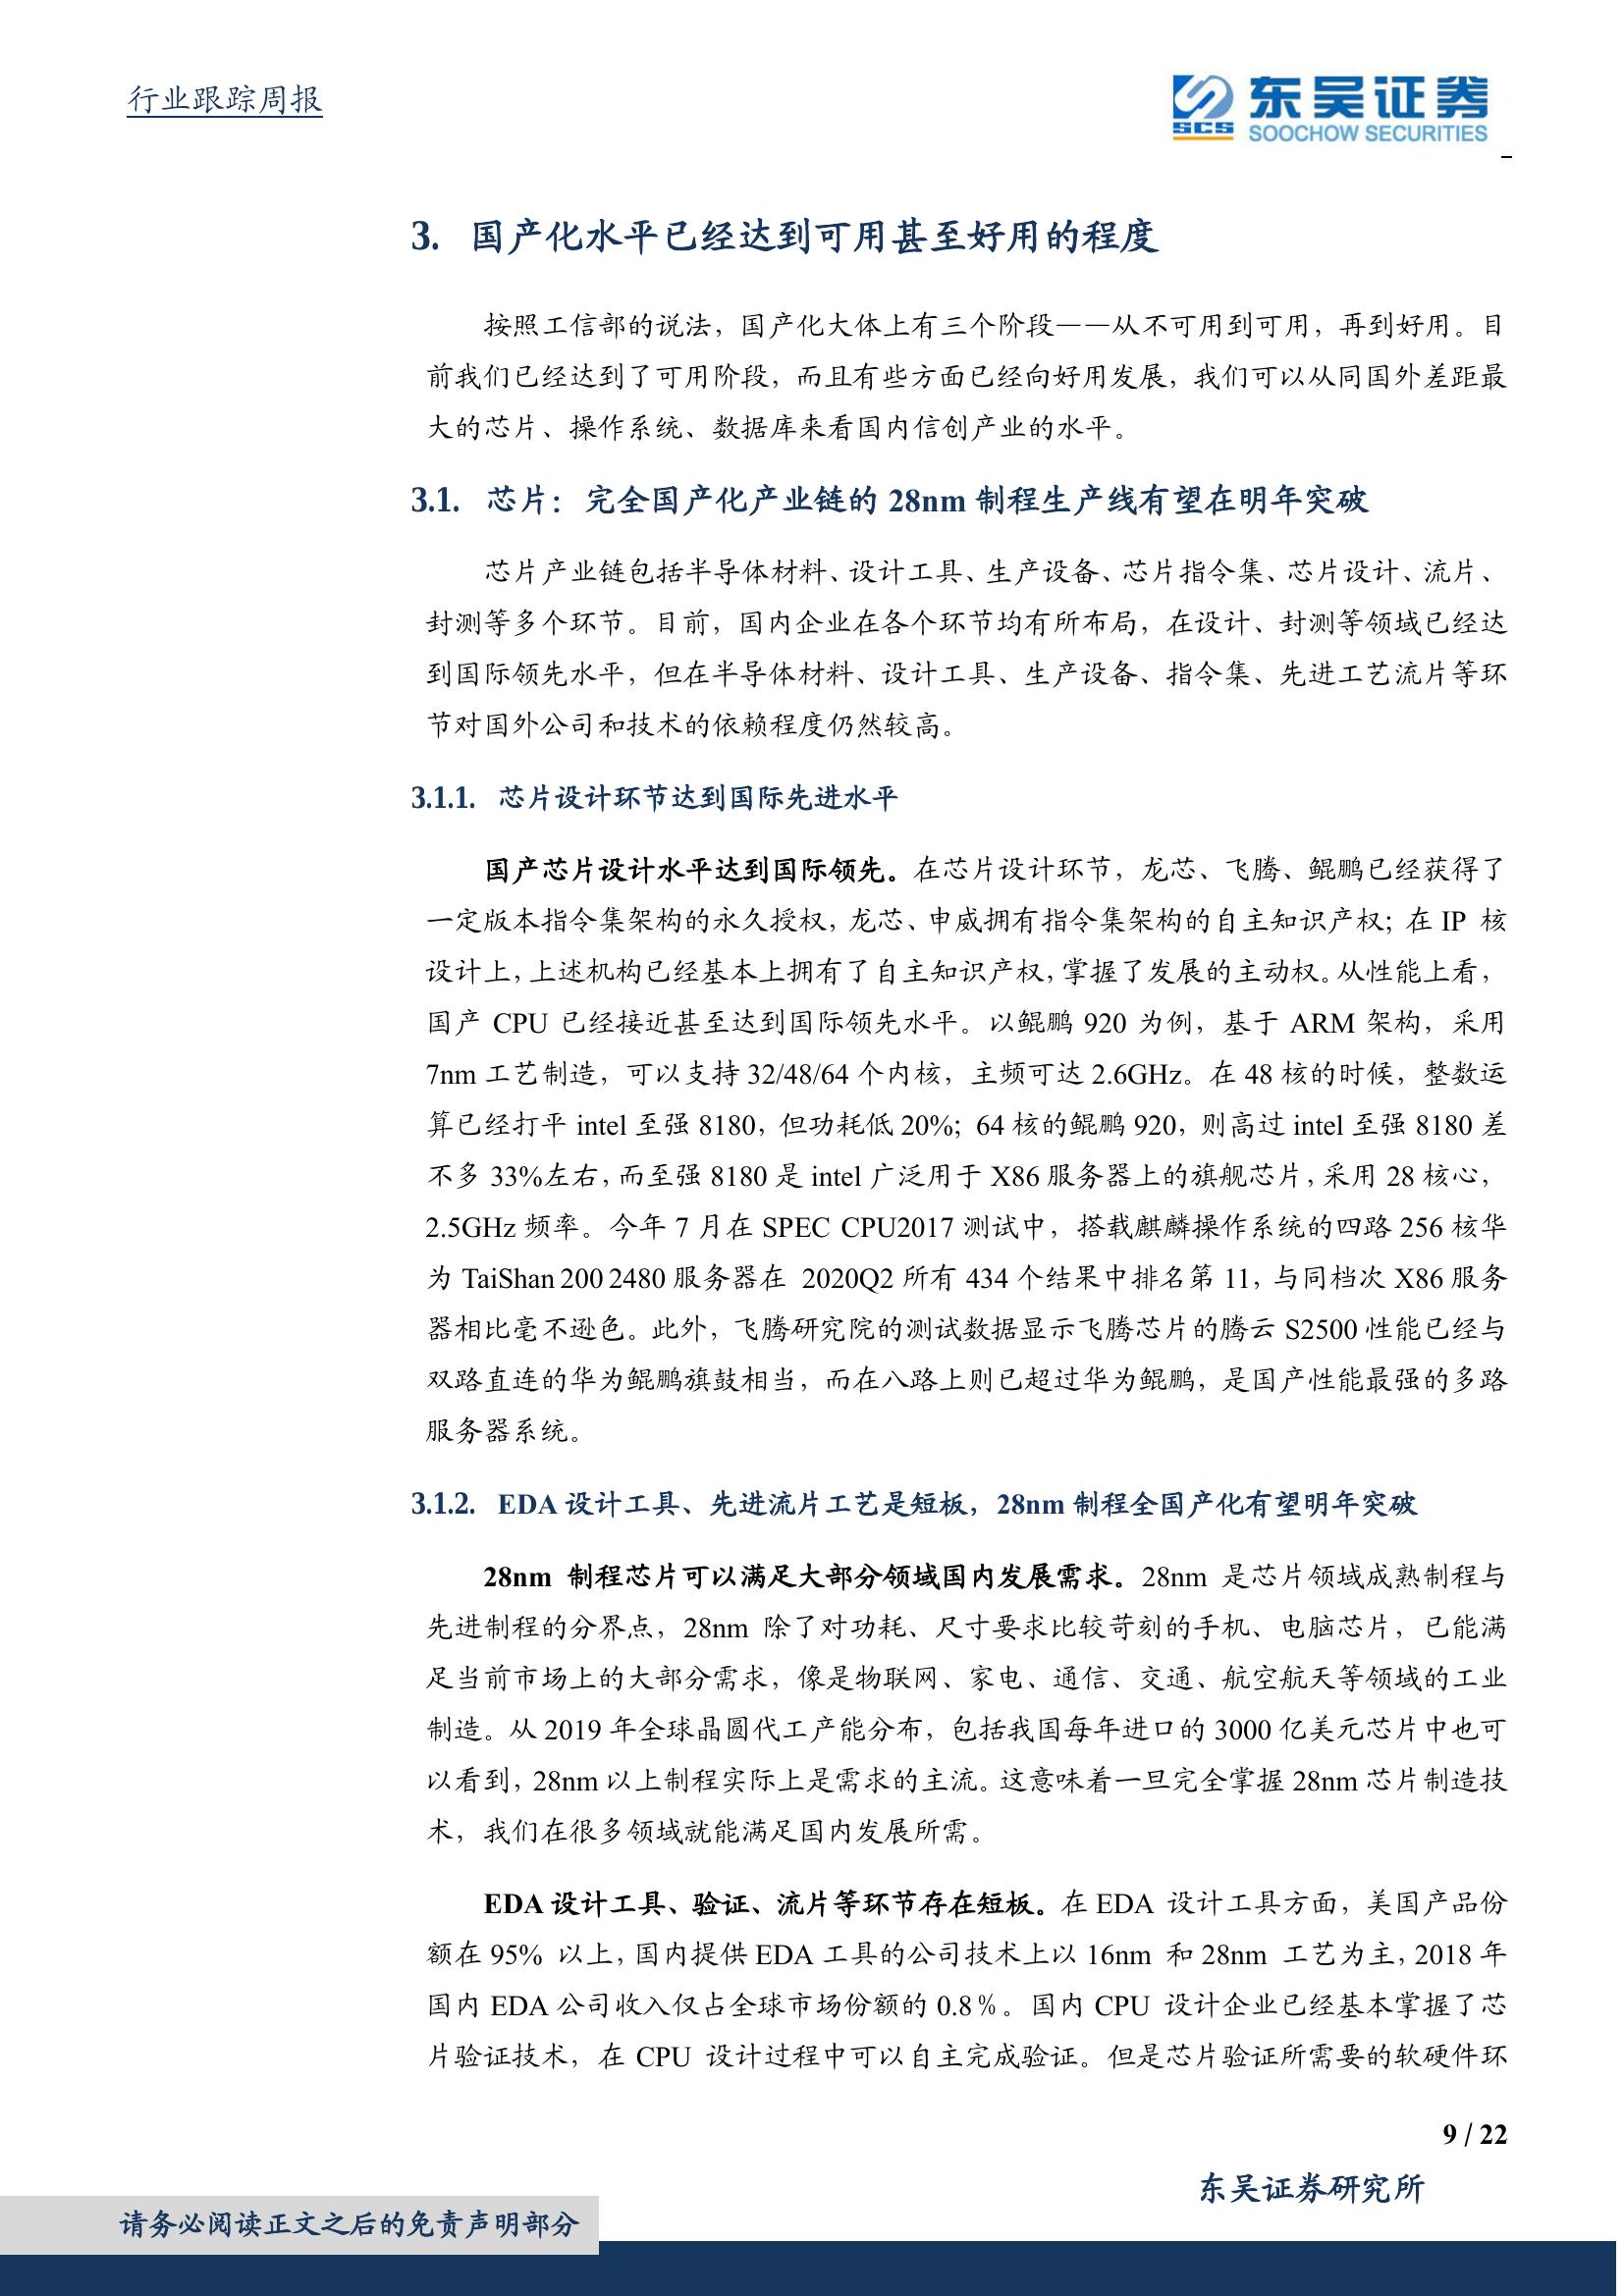 行业跟踪周报
东吴证券
SCS
SOOCHOW SECURITIES
3. 国产化水平已经达到可用甚至好用的程度
按照工信部的说法，国产化大体上有三个阶段——从不可用到可用，再到好用。目
前我们已经达到了可用阶段，而且有些方面已经向好用发展，我们可以从同国外差距最
大的芯片、操作系统、数据库来看国内信创产业的水平。
3.1. 芯片：完全国产化产业链的 28nm 制程生产线有望在明年突破
芯片产业链包括半导体材料、设计工具、生产设备、芯片指令集、芯片设计、流片、
封测等多个环节。目前，国内企业在各个环节均有所布局，在设计、封测等领域已经达
到国际领先水平，但在半导体材料、设计工具、生产设备、指令集、先进工艺流片等环
节对国外公司和技术的依赖程度仍然较高。
3.1.1. 芯片设计环节达到国际先进水平
国产芯片设计水平达到国际领先。在芯片设计环节，龙芯、飞腾、鲲鹏已经获得了
一定版本指令集架构的永久授权，龙芯、申威拥有指令集架构的自主知识产权；在 IP 核
设计上，上述机构已经基本上拥有了自主知识产权，掌握了发展的主动权。从性能上看，
国产 CPU 已经接近甚至达到国际领先水平。以鲲鹏 920 为例，基于 ARM 架构，采用
7nm 工艺制造，可以支持 32/48/64 个内核，主频可达 2.6GHz。在 48 核的时候，整数运
算已经打平 intel 至强 8180，但功耗低 20%；64 核的鲲鹏 920，则高过 intel 至强 8180 差
不多 33%左右，而至强 8180 是 intel 广泛用于 X86 服务器上的旗舰芯片，采用 28 核心，
2.5GHz 频率。今年 7 月在 SPEC CPU2017 测试中，搭载麒麟操作系统的四路 256 核华
为 TaiShan 200 2480 服务器在 2020Q2 所有 434 个结果中排名第 11，与同档次 X86 服务
器相比毫不逊色。此外，飞腾研究院的测试数据显示飞腾芯片的腾云 S2500 性能已经与
双路直连的华为鲲鹏旗鼓相当，而在八路上则已超过华为鲲鹏，是国产性能最强的多路
服务器系统。
3.1.2. EDA 设计工具、先进流片工艺是短板，28nm 制程全国产化有望明年突破
28nm 制程芯片可以满足大部分领域国内发展需求。28nm 是芯片领域成熟制程与
先进制程的分界点，28nm 除了对功耗、尺寸要求比较苛刻的手机、电脑芯片，已能满
足当前市场上的大部分需求，像是物联网、家电、通信、交通、航空航天等领域的工业
制造。从 2019 年全球晶圆代工产能分布，包括我国每年进口的 3000 亿美元芯片中也可
以看到，28nm 以上制程实际上是需求的主流。这意味着一旦完全掌握 28nm 芯片制造技
术，我们在很多领域就能满足国内发展所需。
EDA 设计工具、验证、流片等环节存在短板。在 EDA 设计工具方面，美国产品份
额在 95% 以上，国内提供 EDA 工具的公司技术上以 16nm 和 28nm 工艺为主，2018 年
国内 EDA 公司收入仅占全球市场份额的 0.8％。国内 CPU 设计企业已经基本掌握了芯
片验证技术，在 CPU 设计过程中可以自主完成验证。但是芯片验证所需要的软硬件环
9 / 22
东吴证券研究所
请务必阅读正文之后的免责声明部分